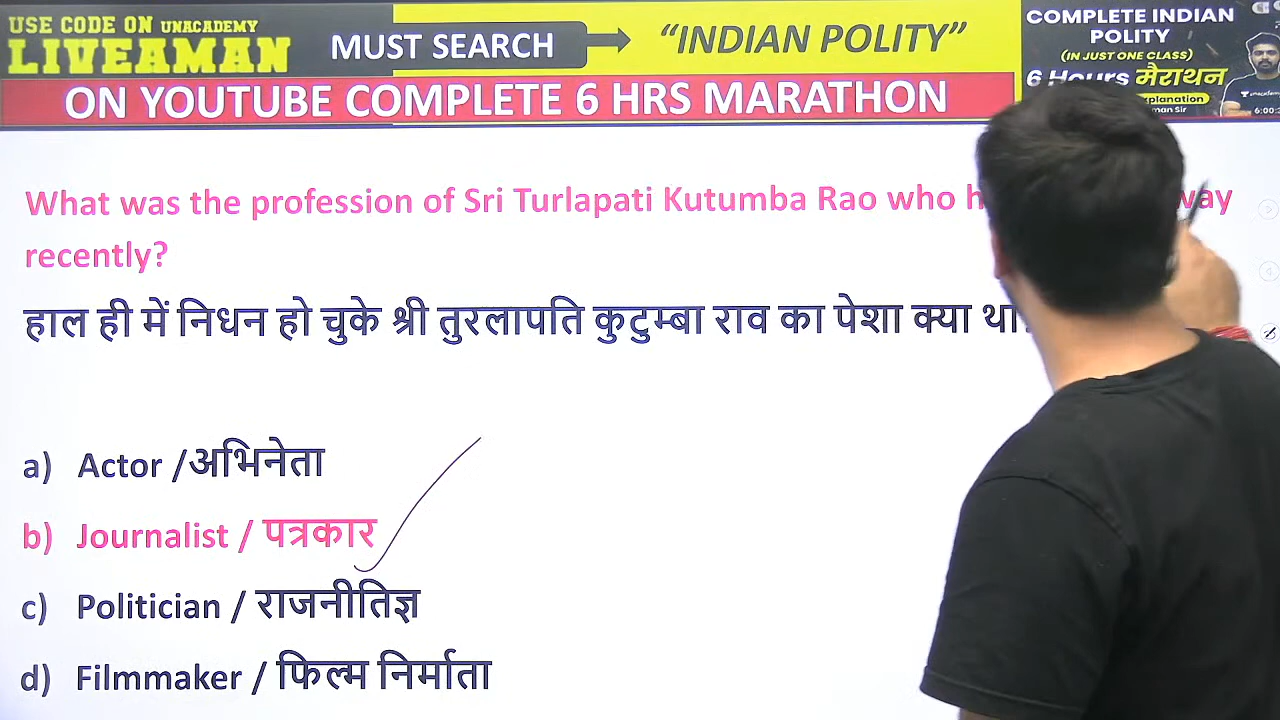 USE CODE ON UNACADEMY
LIVEAMAN
MUST SEARCH
“INDIAN POLITY”
ON YOUTUBE COMPLETE 6 HRS MARATHON
COMPLETE INDIAN
POLITY
(IN JUST ONE CLASS)
6 Hours मैराथन
What was the profession of Sri Turlapati Kutumba Rao who
recently?
हाल ही में निधन हो चुके श्री तुरलापति कुटुम्बा राव का पेशा क्या था
a) Actor /अभिनेता
b) Journalist / पत्रकार
c) Politician / राजनीतिज्ञ
d) Filmmaker / फिल्म निर्माता